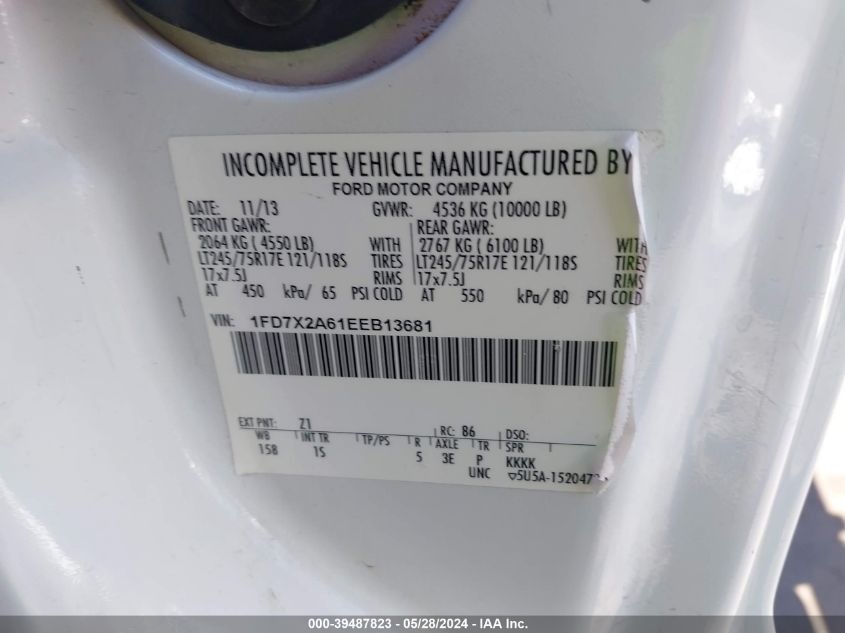 INCOMPLETE VEHICLE MANUFACTURED BY
FORD MOTOR COMPANY
DATE: 11/13 GVWR: 4536 KG (10000 LB)
FRONT GAWR: REAR GAWR:
2064 KG ( 4550 LB) WITH 2767 KG ( 6100 LB) WITH
LT245/75R17E 121/118S TIRES LT245/75R17E 121/118S TIRES
17x7.5J RIMS 17x7.5J RIMS
AT 450 kPa/ 65 PSI COLD AT 550 kPa/ 80 PSI COLD
VIN: 1FD7X2A61EEB13681
EXT PNT: Z1 RC: 86 DSO:
WB INT TR TP/PS R AXLE TR SPR
158 1S 5 3E P KKKK
UNC ▽5U5A-152047
000-39487823 - 05/28/2024 - IAA Inc.